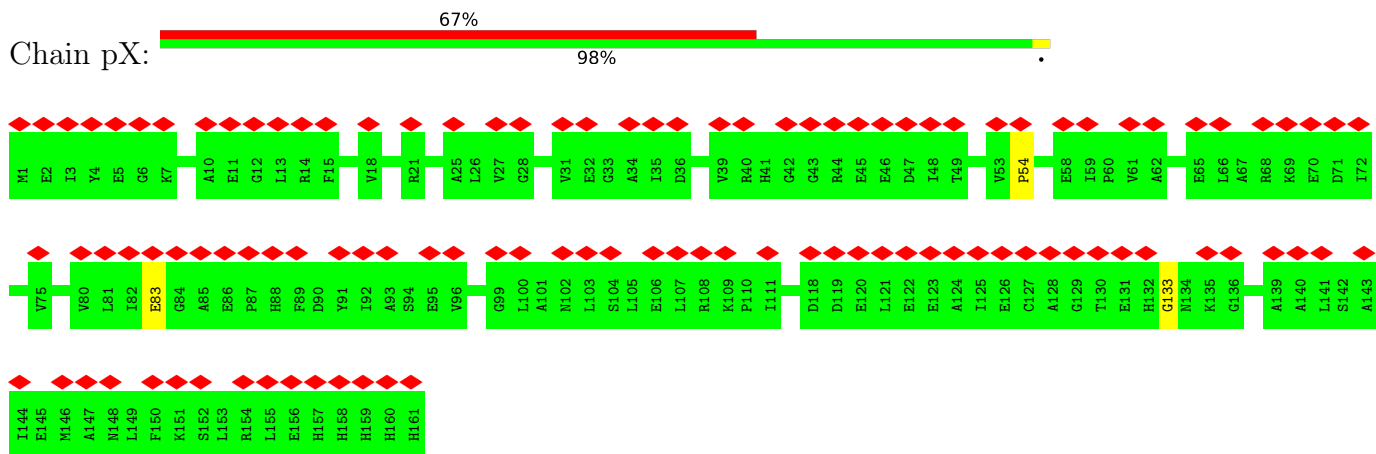 67%
Chain pX:
98%
.
M1 E2 I3 Y4 E5 G6 K7 A10 E11 G12 L13 R14 F15 V18 R21 A25 L26 V27 G28 V31 E32 G33 A34 I35 D36 V39 R40 H41 G42 G43 R44 E45 E46 D47 I48 T49 V53 P54 E58 I59 P60 V61 A62 E65 L66 A67 R68 K69 E70 D71 I72
V75 V80 L81 I82 E83 G84 A85 E86 P87 H88 F89 D90 Y91 I92 A93 S94 E95 V96 G99 L100 A101 N102 L103 S104 L105 E106 L107 R108 K109 P110 I111 D118 D119 E120 L121 E122 E123 A124 I125 E126 C127 A128 G129 T130 E131 H132 G133 N134 K135 G136 A139 A140 L141 S142 A143
I144 E145 M146 A147 N148 L149 F150 K151 S152 L153 R154 L155 E156 H157 H158 H159 H160 H161